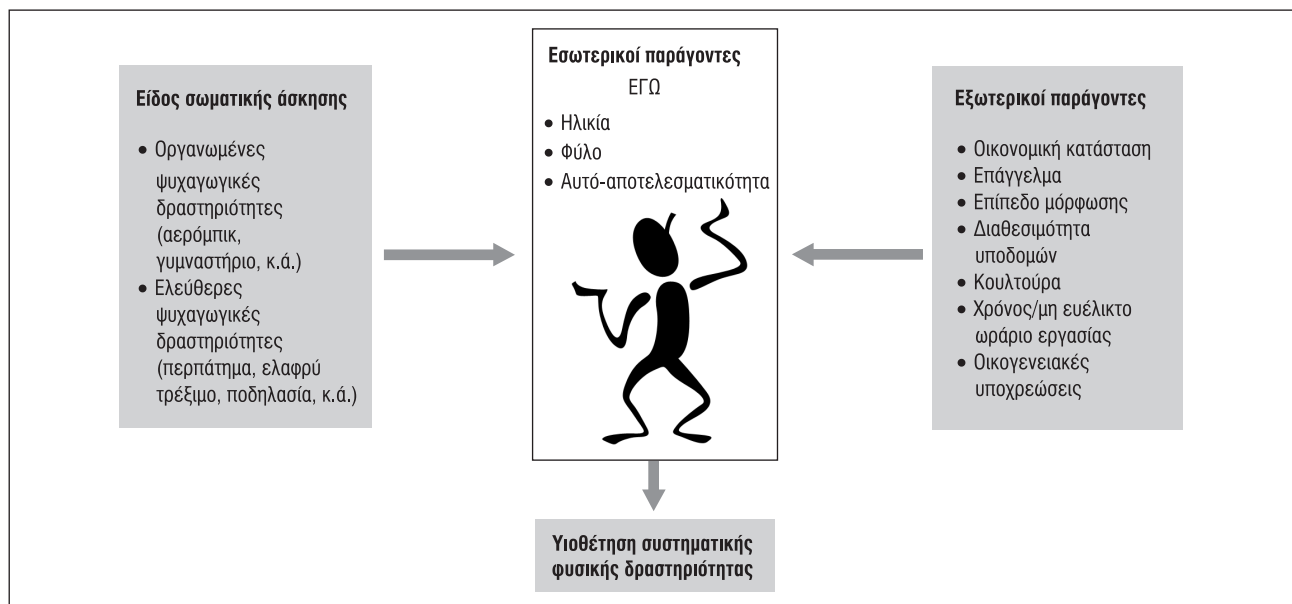 Είδος σωματικής άσκησης
• Οργανωμένες
ψυχαγωγικές
δραστηριότητες
(αερόμπικ,
γυμναστήριο, κ.ά.)
• Ελεύθερες
ψυχαγωγικές
δραστηριότητες
(περπάτημα, ελαφρύ
τρέξιμο, ποδηλασία, κ.ά.)
Εσωτερικοί παράγοντες
ΕΓΩ
• Ηλικία
• Φύλο
• Αυτό-αποτελεσματικότητα
Εξωτερικοί παράγοντες
• Οικονομική κατάσταση
• Επάγγελμα
• Επίπεδο μόρφωσης
• Διαθεσιμότητα
υποδομών
• Κουλτούρα
• Χρόνος/μη ευέλικτο
ωράριο εργασίας
• Οικογενειακές
υποχρεώσεις
Υιοθέτηση συστηματικής
φυσικής δραστηριότητας